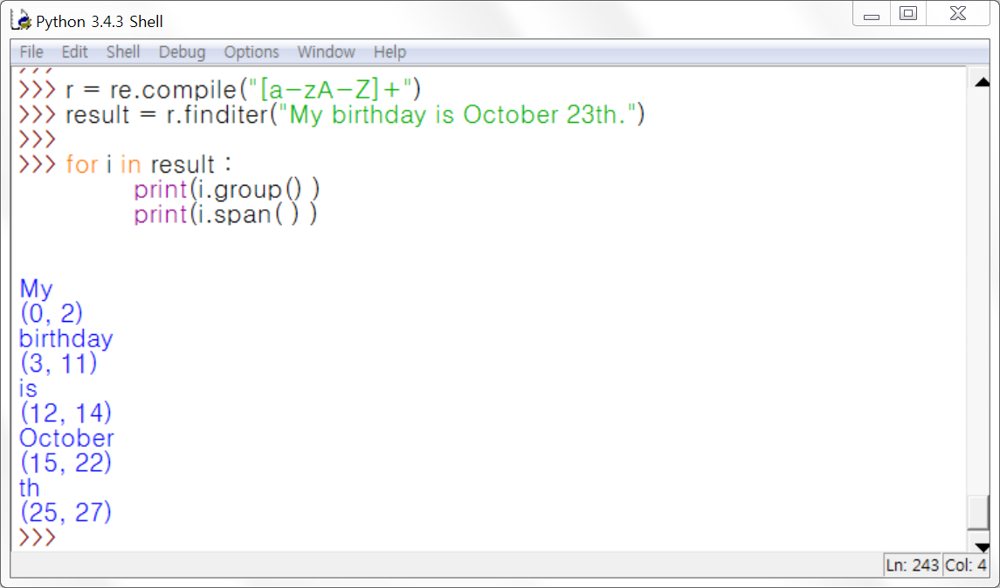 Python 3.4.3 Shell
File Edit Shell Debug Options Window Help
>>>
>>> r = re.compile("[a-zA-Z]+")
>>> result = r.finditer("My birthday is October 23th.")
>>>
>>> for i in result :
print(i.group() )
print(i.span( ) )
My
(0, 2)
birthday
(3, 11)
is
(12, 14)
October
(15, 22)
th
(25, 27)
>>>
Ln: 243 Col: 4